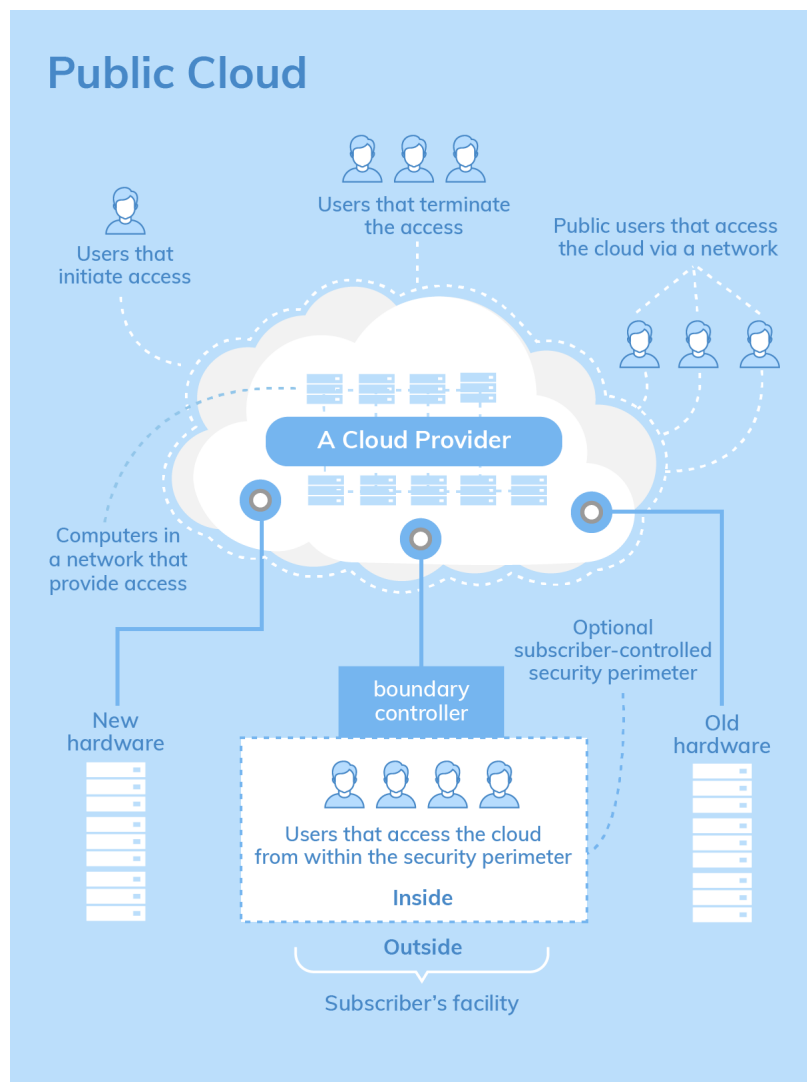 Public Cloud
Users that terminate
the access
Users that
initiate access
Public users that access
the cloud via a network
A Cloud Provider
Computers in
a network that
provide access
Optional
subscriber-controlled
security perimeter
boundary
controller
New
hardware
Old
hardware
Users that access the cloud
from within the security perimeter
Inside
Outside
Subscriber’s facility